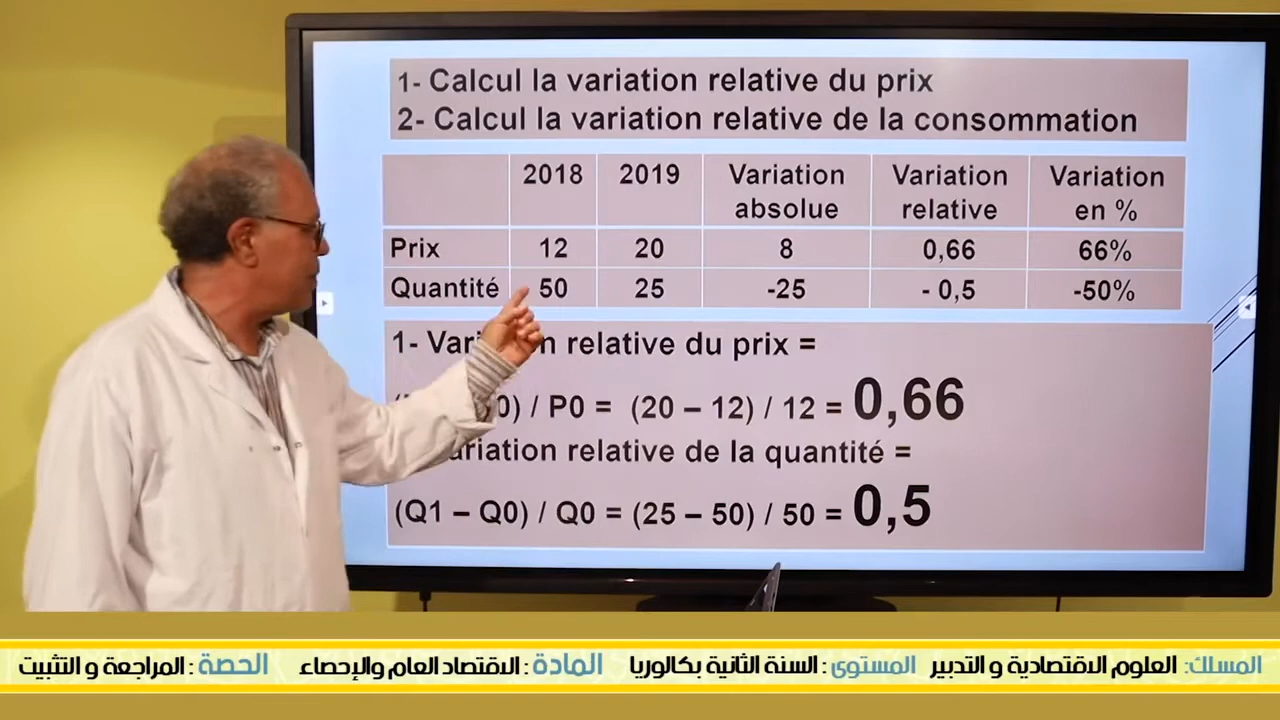 1- Calcul la variation relative du prix
2- Calcul la variation relative de la consommation
2018 2019 Variation absolue Variation relative Variation en %
Prix 12 20 8 0,66 66%
Quantité 50 25 -25 - 0,5 -50%
1- n relative du prix =
0) / P0 = (20 – 12) / 12 = 0,66
ariation relative de la quantité =
(Q1 – Q0) / Q0 = (25 – 50) / 50 = 0,5
المسلك: العلوم الاقتصادية و التدبير المستوى : السنة الثانية بكالوريا المادة : الاقتصاد العام والإحصاء الحصة : المراجعة و التثبيت